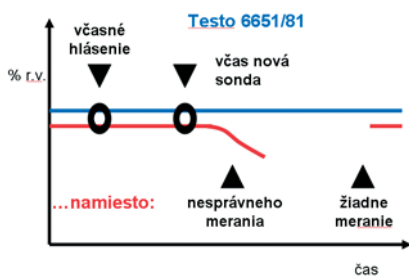 Testo 6651/81
včasné
hlásenie
včas nová
sonda
% r.v.
...namiesto:
nesprávneho
merania
žiadne
meranie
čas